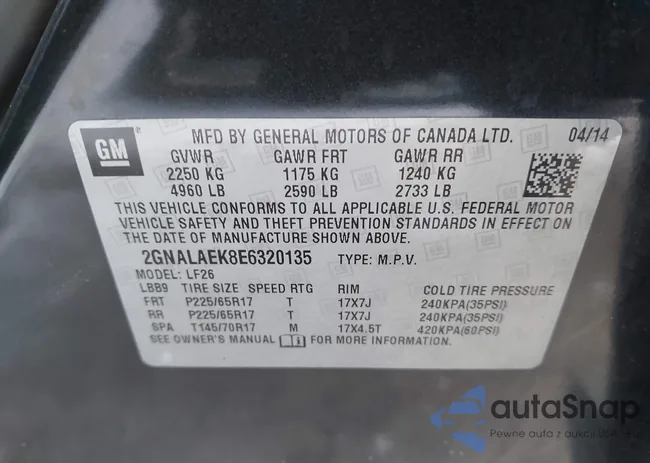 GM
MFD BY GENERAL MOTORS OF CANADA LTD. 04/14
GVWR GAWR FRT GAWR RR
2250 KG 1175 KG 1240 KG
4960 LB 2590 LB 2733 LB
THIS VEHICLE CONFORMS TO ALL APPLICABLE U.S. FEDERAL MOTOR
VEHICLE SAFETY AND THEFT PREVENTION STANDARDS IN EFFECT ON
THE DATE OF MANUFACTURE SHOWN ABOVE.
2GNALAEK8E6320135 TYPE: M.P.V.
MODEL: LF26
LBB9 TIRE SIZE SPEED RTG RIM COLD TIRE PRESSURE
FRT P225/65R17 T 17X7J 240KPA(35PSI)
RR P225/65R17 T 17X7J 240KPA(35PSI)
SPA T145/70R17 M 17X4.5T 420KPA(60PSI)
SEE OWNER'S MANUAL FOR MORE INFORMATION.
autoSnap
Pewne auta z aukcji USA